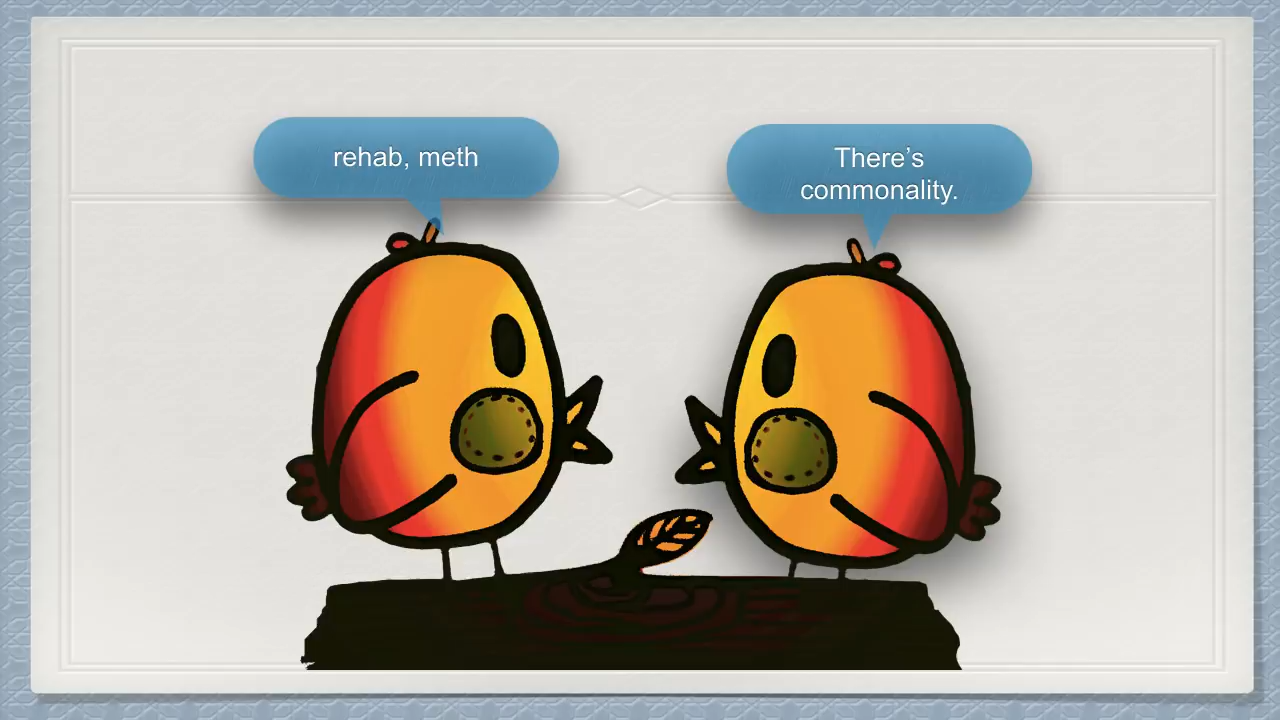 rehab, meth
There’s
commonality.